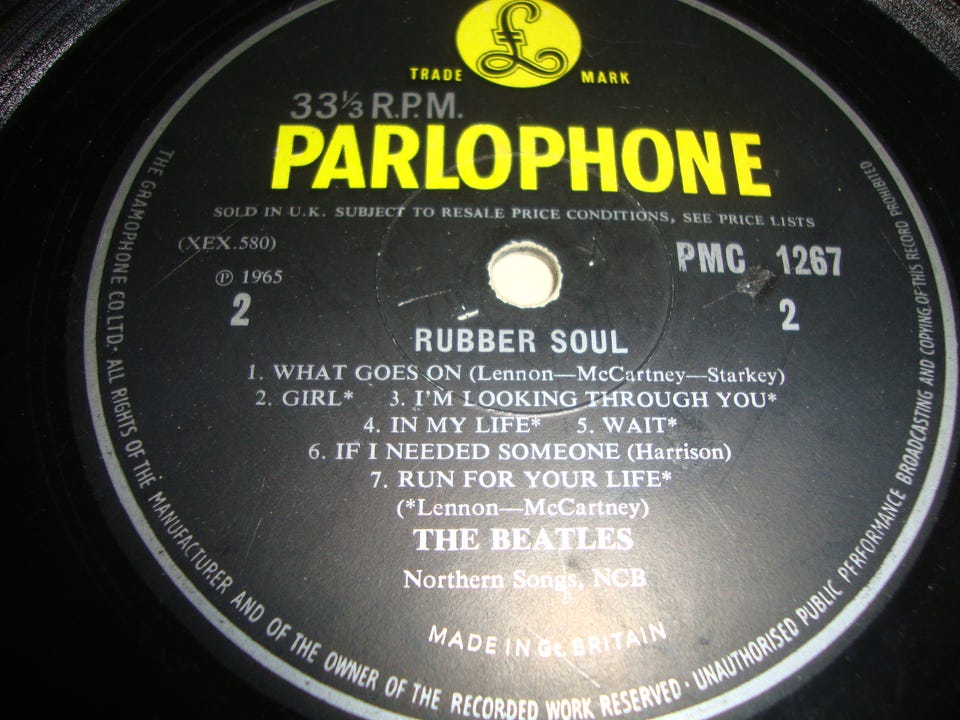 £
TRADE MARK
33⅓ R.P.M.
PARLOPHONE
SOLD IN U.K. SUBJECT TO RESALE PRICE CONDITIONS, SEE PRICE LISTS
(XEX.580) PMC 1267
℗ 1965
2 2
RUBBER SOUL
1. WHAT GOES ON (Lennon—McCartney—Starkey)
2. GIRL* 3. I'M LOOKING THROUGH YOU*
4. IN MY LIFE* 5. WAIT*
6. IF I NEEDED SOMEONE (Harrison)
7. RUN FOR YOUR LIFE*
(*Lennon—McCartney)
THE BEATLES
Northern Songs, NCB
MADE IN Gt. BRITAIN
THE GRAMOPHONE CO. LTD. · ALL RIGHTS OF THE MANUFACTURER AND OF THE OWNER OF THE RECORDED WORK RESERVED · UNAUTHORISED PUBLIC PERFORMANCE BROADCASTING AND COPYING OF THIS RECORD PROHIBITED